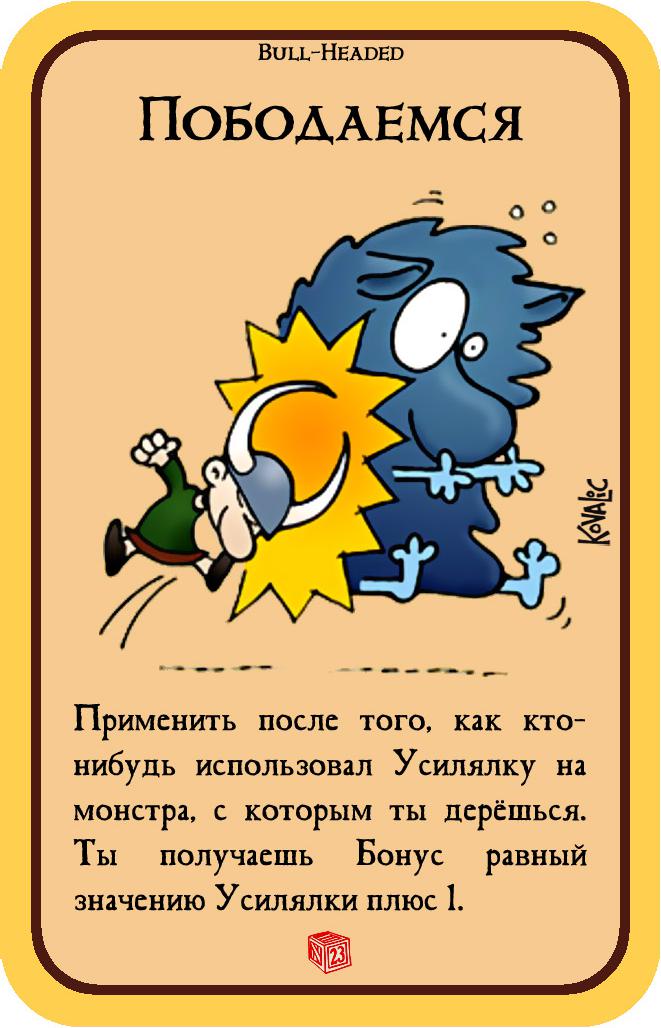 Bull-Headed
Пободаемся
Kovalic
Применить после того, как кто-
нибудь использовал Усилялку на
монстра, с которым ты дерёшься.
Ты получаешь Бонус равный
значению Усилялки плюс 1.
N 23